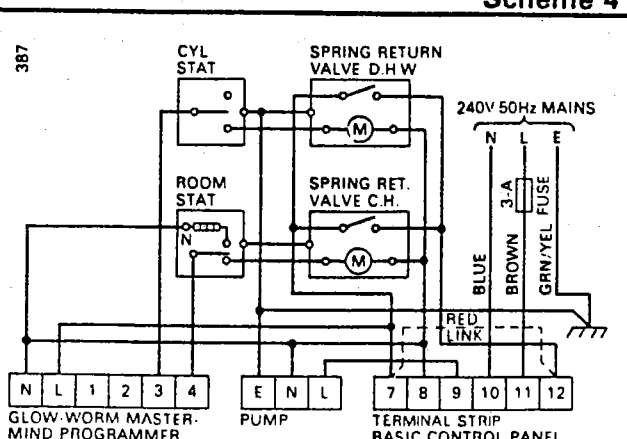 Scheme 4
387
CYL
STAT
SPRING RETURN
VALVE D.H W
M
240V 50Hz MAINS
N L E
ROOM
STAT
N
SPRING RET.
VALVE C.H.
M
3-A
FUSE
BLUE
BROWN
GRN/YEL
RED
LINK
N L 1 2 3 4
E N L
7 8 9 10 11 12
GLOW-WORM MASTER-
MIND PROGRAMMER
PUMP
TERMINAL STRIP
BASIC CONTROL PANEL